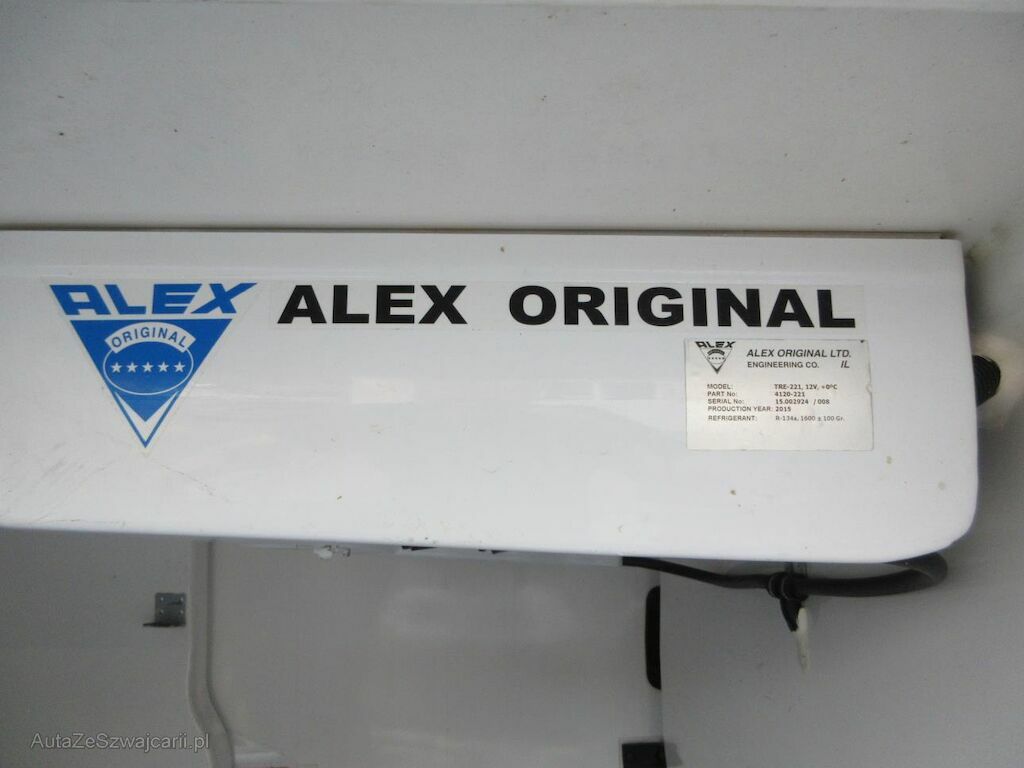 ALEX
ORIGINAL
★★★★★
ALEX ORIGINAL
ALEX
ORIGINAL
ALEX ORIGINAL LTD.
ENGINEERING CO. IL
MODEL: TRE-221, 12V, +0°C
PART No: 4120-221
SERIAL No: 15.002924 / 008
PRODUCTION YEAR: 2015
REFRIGERANT: R-134a, 1600 ± 100 Gr.
AutaZeSzwajcarii.pl